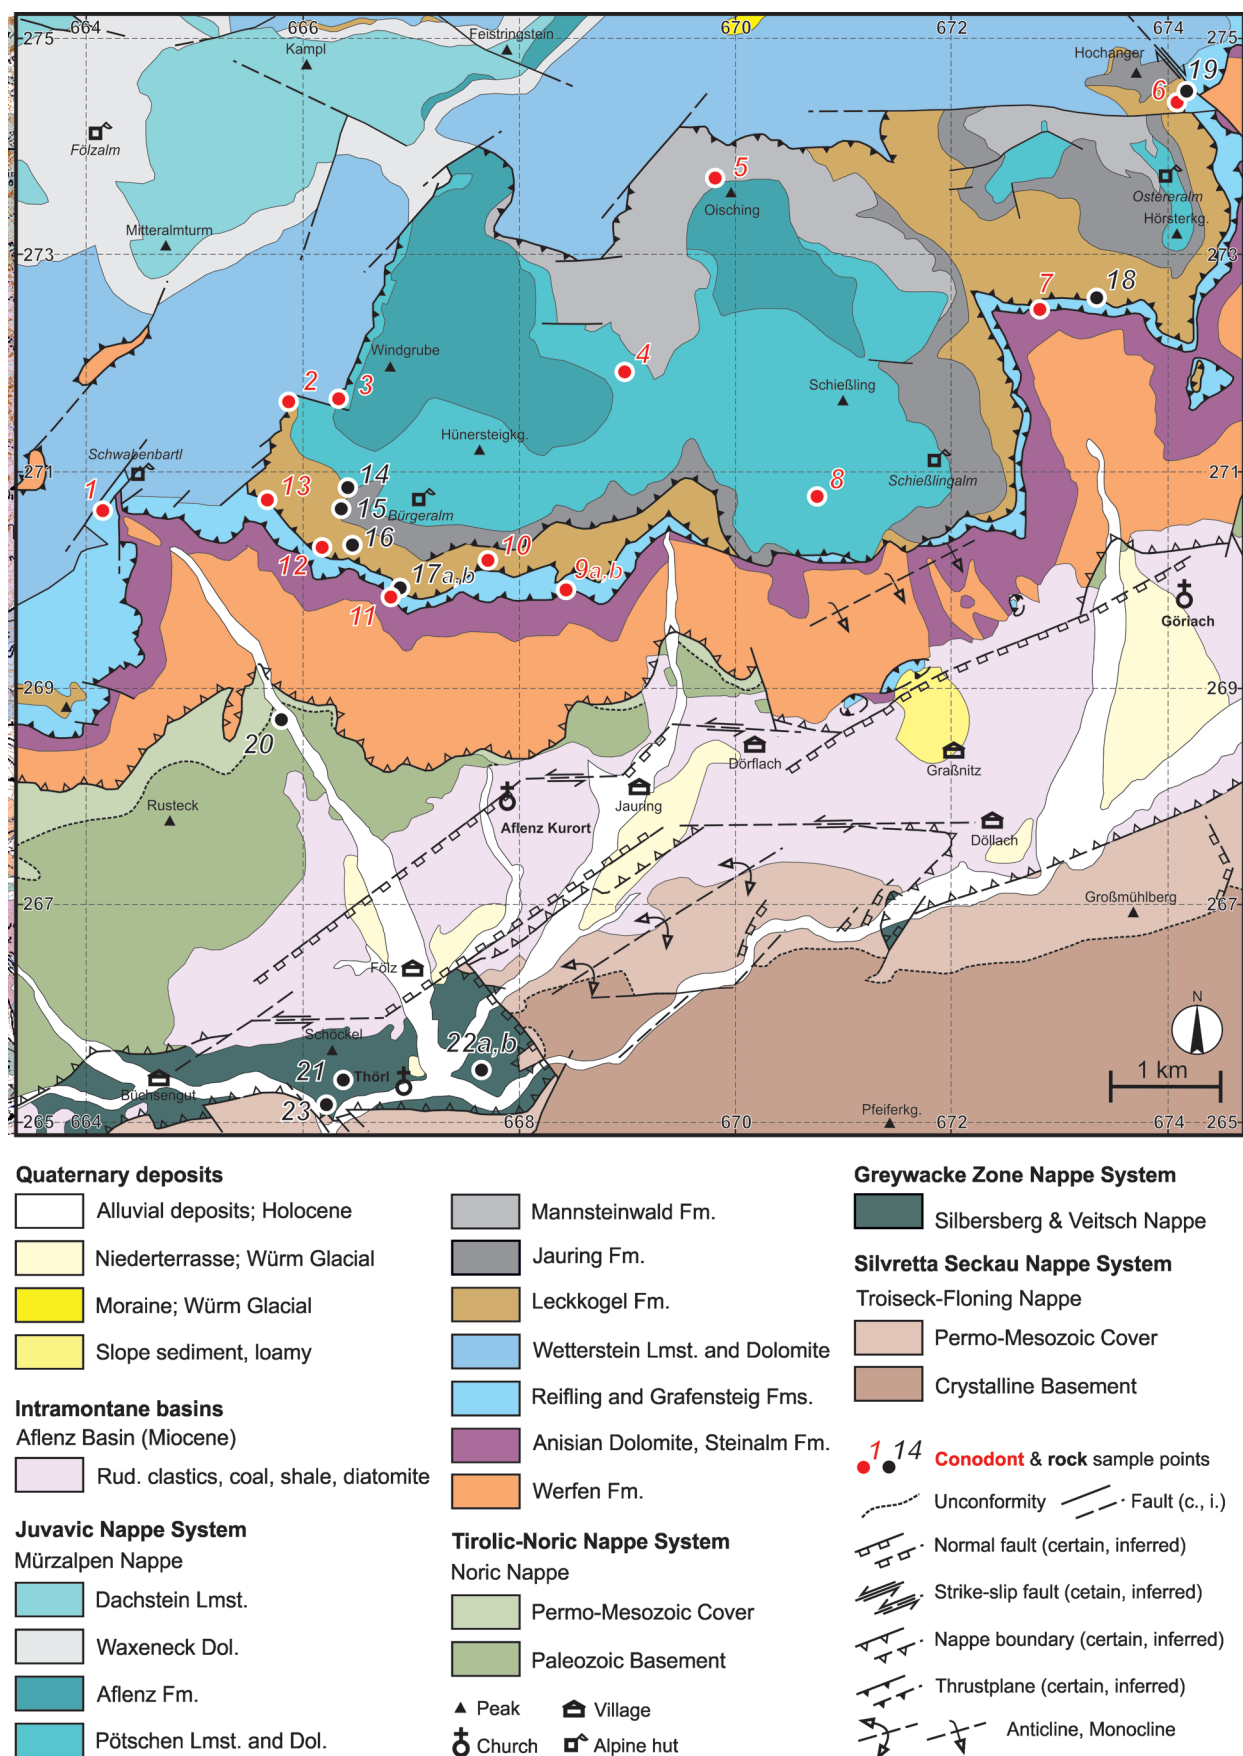 664
666
670
672
674
275
275
Feistringstein
Kampl
Hochanger
19
6
Fölzalm
5
Oisching
Ostereralm
Hörsterkg.
Mitteralmturm
273
273
7
18
Windgrube
4
2
3
Schießling
Hünersteigkg.
Schwabenbartl
271
271
1
13
14
15
Bürgeralm
8
Schießlingalm
16
12
10
17a,b
9a,b
11
Göriach
269
269
20
Dörflach
Graßnitz
Rusteck
Jauring
Aflenz Kurort
Döllach
267
267
Großmühlberg
Fölz
N
Schöckel
22a,b
21
Thörl
1 km
Büchsengut
23
Pfeiferkg.
265
664
668
670
672
674
265
Quaternary deposits
Alluvial deposits; Holocene
Niederterrasse; Würm Glacial
Moraine; Würm Glacial
Slope sediment, loamy
Intramontane basins
Aflenz Basin (Miocene)
Rud. clastics, coal, shale, diatomite
Juvavic Nappe System
Mürzalpen Nappe
Dachstein Lmst.
Waxeneck Dol.
Aflenz Fm.
Pötschen Lmst. and Dol.
Mannsteinwald Fm.
Jauring Fm.
Leckkogel Fm.
Wetterstein Lmst. and Dolomite
Reifling and Grafensteig Fms.
Anisian Dolomite, Steinalm Fm.
Werfen Fm.
Tirolic-Noric Nappe System
Noric Nappe
Permo-Mesozoic Cover
Paleozoic Basement
Peak
Village
Church
Alpine hut
Greywacke Zone Nappe System
Silbersberg & Veitsch Nappe
Silvretta Seckau Nappe System
Troiseck-Floning Nappe
Permo-Mesozoic Cover
Crystalline Basement
1 14 Conodont & rock sample points
Unconformity
Fault (c., i.)
Normal fault (certain, inferred)
Strike-slip fault (cetain, inferred)
Nappe boundary (certain, inferred)
Thrustplane (certain, inferred)
Anticline, Monocline